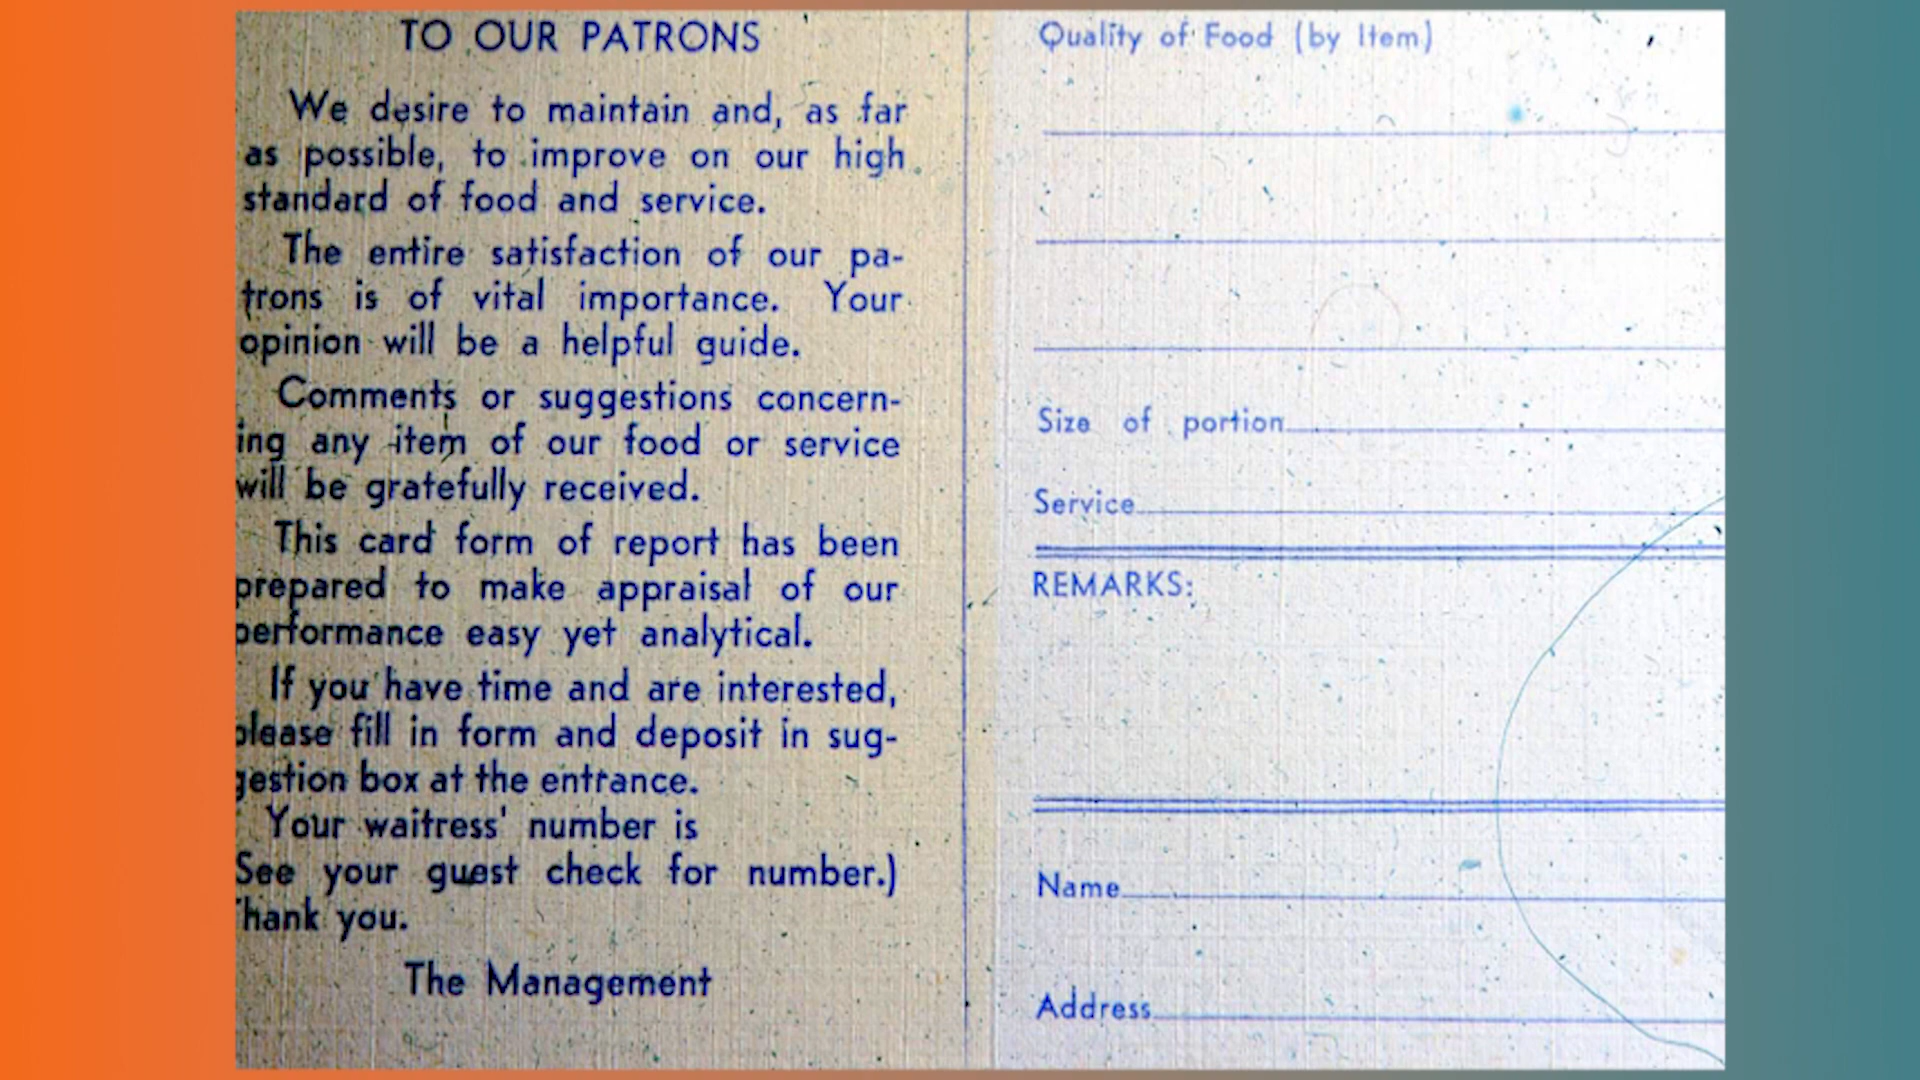 TO OUR PATRONS
We desire to maintain and, as far
as possible, to improve on our high
standard of food and service.
The entire satisfaction of our pa-
trons is of vital importance. Your
opinion will be a helpful guide.
Comments or suggestions concern-
ing any item of our food or service
will be gratefully received.
This card form of report has been
prepared to make appraisal of our
performance easy yet analytical.
If you have time and are interested,
please fill in form and deposit in sug-
gestion box at the entrance.
Your waitress' number is
See your guest check for number.)
Thank you.
The Management
Quality of Food (by Item)
Size of portion
Service
REMARKS:
Name
Address